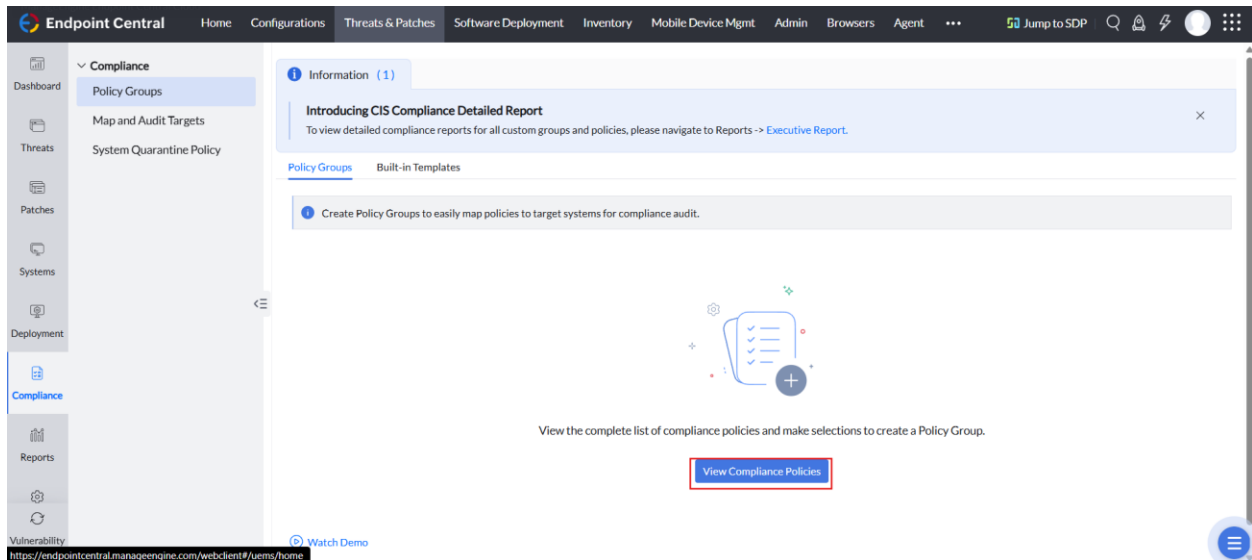 Endpoint Central Home Configurations Threats & Patches Software Deployment Inventory Mobile Device Mgmt Admin Browsers Agent ••• Jump to SDP
Dashboard
Threats
Patches
Systems
Deployment
Compliance
Reports
Vulnerability
Compliance
Policy Groups
Map and Audit Targets
System Quarantine Policy
Information (1)
Introducing CIS Compliance Detailed Report
To view detailed compliance reports for all custom groups and policies, please navigate to Reports -> Executive Report.
Policy Groups Built-in Templates
Create Policy Groups to easily map policies to target systems for compliance audit.
View the complete list of compliance policies and make selections to create a Policy Group.
View Compliance Policies
Watch Demo
https://endpointcentral.manageengine.com/webclient#/uems/home